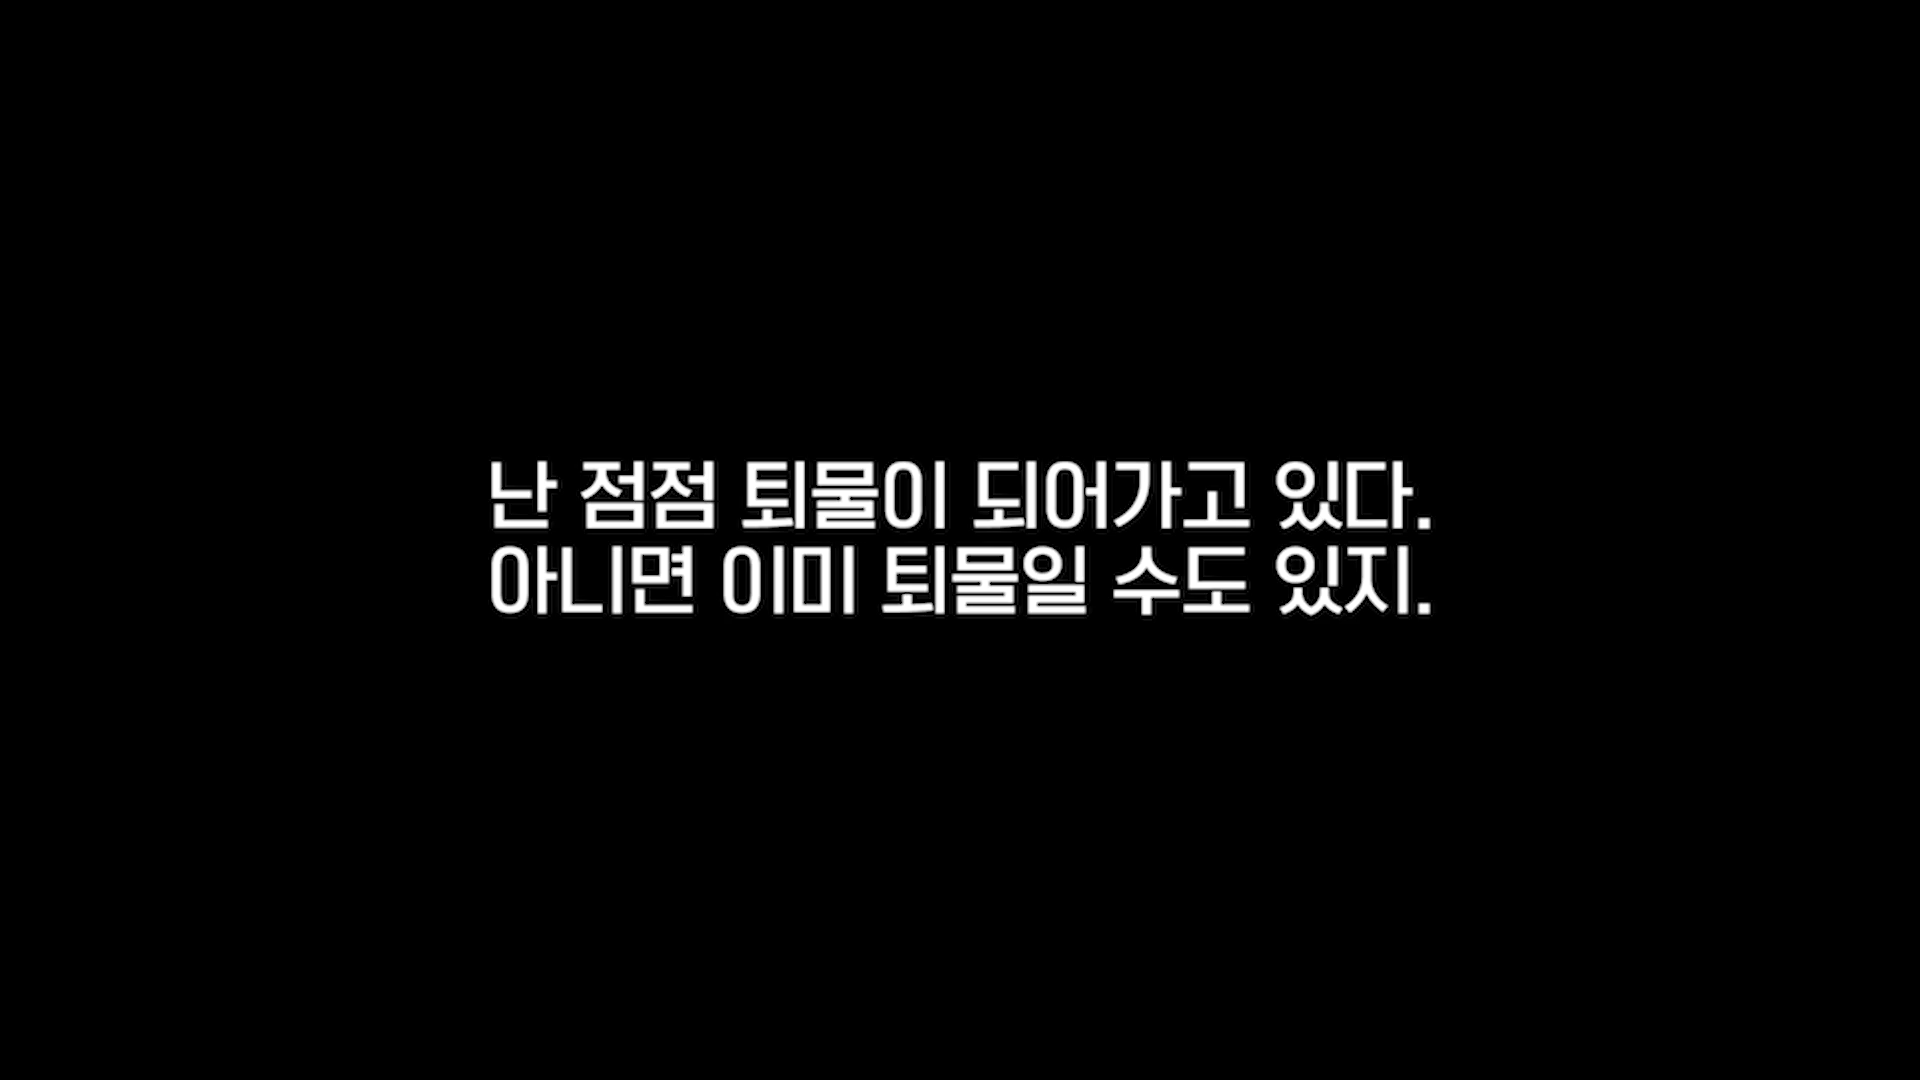 난 점점 퇴물이 되어가고 있다.
아니면 이미 퇴물일 수도 있지.